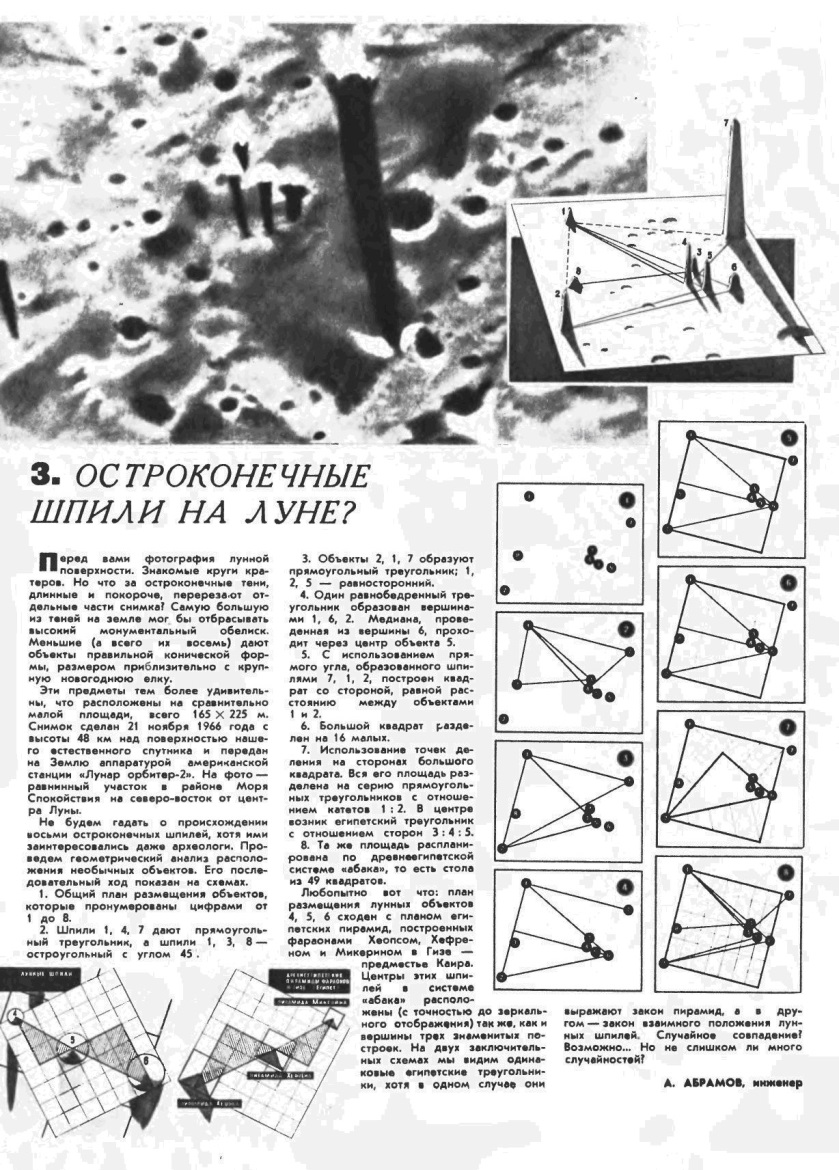 3. ОСТРОКОНЕЧНЫЕ
ШПИЛИ НА ЛУНЕ?
Перед вами фотография лунной
поверхности. Знакомые круги кра-
теров. Но что за остроконечные тени,
длинные и покороче, перерезают от-
дельные части снимка? Самую большую
из теней на земле мог бы отбрасывать
высокий монументальный обелиск.
Меньшие (а всего их восемь) дают
объекты правильной конической фор-
мы, размером приблизительно с круп-
ную новогоднюю елку.
Эти предметы тем более удивитель-
ны, что расположены на сравнительно
малой площади, всего 165 × 225 м.
Снимок сделан 21 ноября 1966 года с
высоты 48 км над поверхностью наше-
го естественного спутника и передан
на Землю аппаратурой американской
станции «Лунар орбитер-2». На фото —
равнинный участок в районе Моря
Спокойствия на северо-восток от цент-
ра Луны.
Не будем гадать о происхождении
восьми остроконечных шпилей, хотя ими
заинтересовались даже археологи. Про-
ведем геометрический анализ располо-
жения необычных объектов. Его после-
довательный ход показан на схемах.
1. Общий план размещения объектов,
которые пронумерованы цифрами от
1 до 8.
2. Шпили 1, 4, 7 дают прямоуголь-
ный треугольник, а шпили 1, 3, 8 —
остроугольный с углом 45.
3. Объекты 2, 1, 7 образуют
прямоугольный треугольник; 1,
2, 5 — равносторонний.
4. Один равнобедренный тре-
угольник образован вершина-
ми 1, 6, 2. Медиана, прове-
денная из вершины 6, прохо-
дит через центр объекта 5.
5. С использованием пря-
мого угла, образованного шпи-
лями 7, 1, 2, построен квад-
рат со стороной, равной рас-
стоянию между объектами
1 и 2.
6. Большой квадрат разде-
лен на 16 малых.
7. Использование точек де-
ления на сторонах большого
квадрата. Вся его площадь раз-
делена на серию прямоуголь-
ных треугольников с отноше-
нием катетов 1 : 2. В центре
возник египетский треугольник
с отношением сторон 3 : 4 : 5.
8. Та же площадь распланиро-
рована по древнеегипетской
системе «абака», то есть стола
из 49 квадратов.
Любопытно вот что: план
размещения лунных объектов
4, 5, 6 сходен с планом еги-
петских пирамид, построенных
фараонами Хеопсом, Хефре-
ном и Микерином в Гизе —
предместье Каира.
Центры этих шпи-
лей в системе
«абака» располо-
жены (с точностью до зеркаль-
ного отображения) так же, как и
вершины трех знаменитых по-
строек. На двух заключитель-
ных схемах мы видим одина-
ковые египетские треугольни-
ки, хотя в одном случае они
выражают закон пирамид, а в дру-
гом — закон взаимного положения лун-
ных шпилей. Случайное совпадение?
Возможно... Но не слишком ли много
случайностей?
А. АБРАМОВ, инженер
1
2
3
4
5
6
7
8
ЛУННЫЕ ШПИЛИ
4
5
6